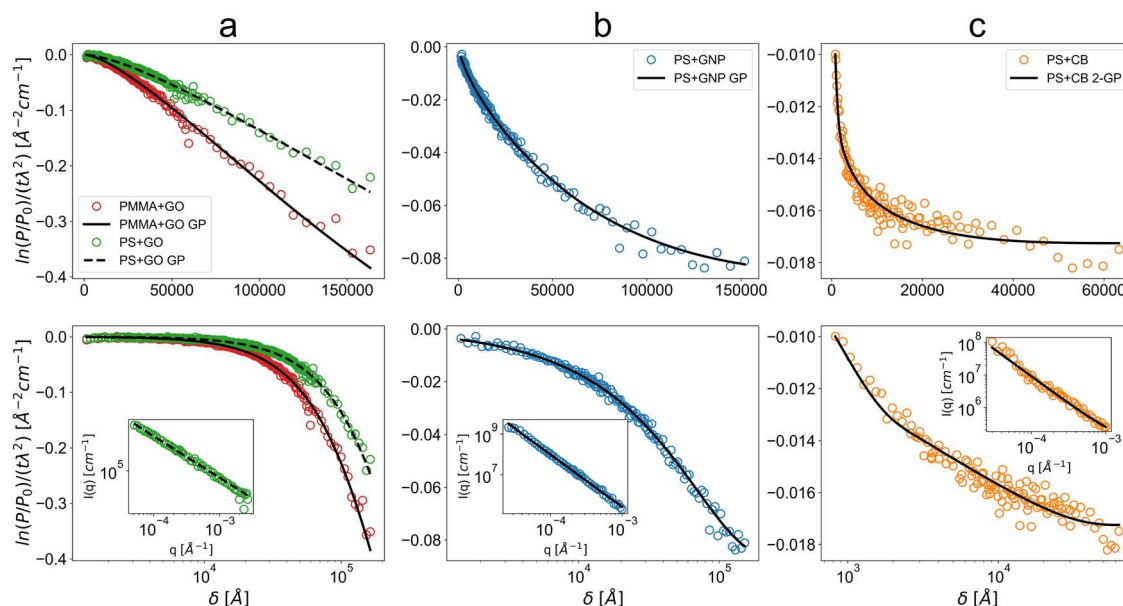 a b c
ln(P/P₀)/(tλ²) [Å⁻²cm⁻¹]
0.0
−0.1
−0.2
−0.3
−0.4
PMMA+GO
PMMA+GO GP
PS+GO
PS+GO GP
0 50000 100000 150000
0.00
−0.02
−0.04
−0.06
−0.08
PS+GNP
PS+GNP GP
0 50000 100000 150000
−0.010
−0.012
−0.014
−0.016
−0.018
PS+CB
PS+CB 2-GP
0 20000 40000 60000
ln(P/P₀)/(tλ²) [Å⁻²cm⁻¹]
0.0
−0.1
−0.2
−0.3
−0.4
I(q) [cm⁻¹]
10⁵
10⁻⁴ 10⁻³
q [Å⁻¹]
10⁴ 10⁵
δ [Å]
0.00
−0.02
−0.04
−0.06
−0.08
I(q) [cm⁻¹]
10⁹
10⁷
10⁻⁴ 10⁻³
q [Å⁻¹]
10⁴ 10⁵
δ [Å]
−0.010
−0.012
−0.014
−0.016
−0.018
I(q) [cm⁻¹]
10⁸
10⁷
10⁶
10⁻⁴ 10⁻³
q [Å⁻¹]
10³ 10⁴
δ [Å]